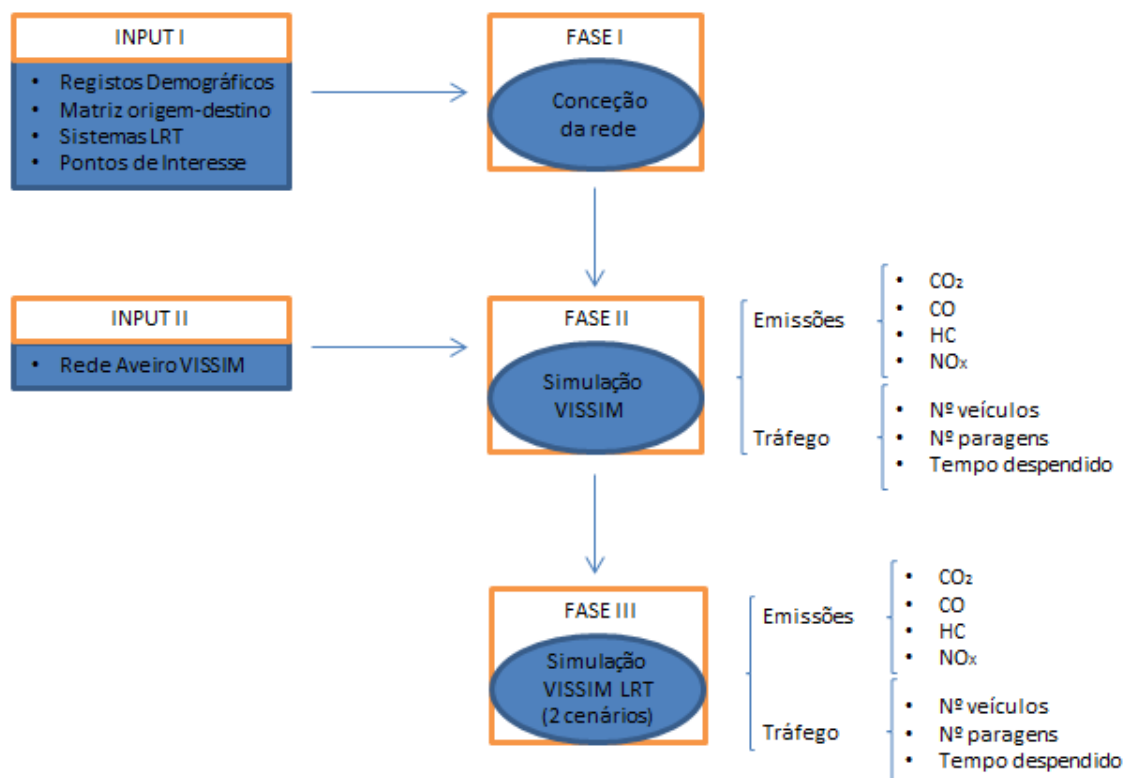 INPUT I
• Registos Demográficos
• Matriz origem-destino
• Sistemas LRT
• Pontos de Interesse
FASE I
Conceção
da rede
INPUT II
• Rede Aveiro VISSIM
FASE II
Simulação
VISSIM
Emissões
• CO₂
• CO
• HC
• NOₓ
Tráfego
• Nº veículos
• Nº paragens
• Tempo despendido
FASE III
Simulação
VISSIM LRT
(2 cenários)
Emissões
• CO₂
• CO
• HC
• NOₓ
Tráfego
• Nº veículos
• Nº paragens
• Tempo despendido